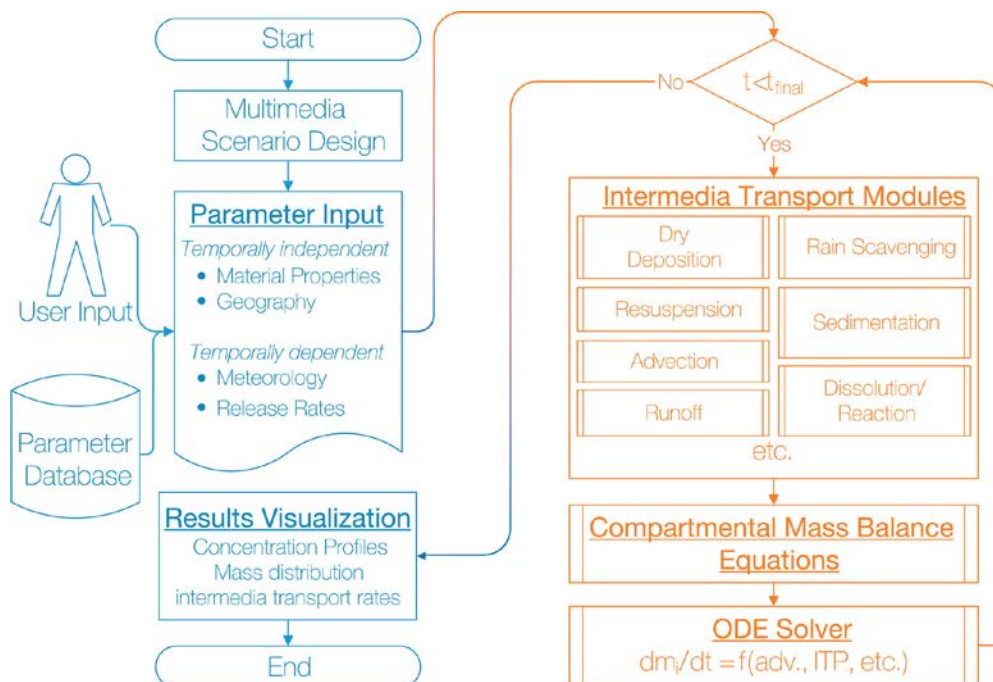 Start
Multimedia
Scenario Design
User Input
Parameter
Database
Parameter Input
Temporally independent
• Material Properties
• Geography
Temporally dependent
• Meteorology
• Release Rates
Results Visualization
Concentration Profiles
Mass distribution
intermedia transport rates
End
No
t<t_final
Yes
Intermedia Transport Modules
Dry
Deposition
Rain Scavenging
Resuspension
Sedimentation
Advection
Dissolution/
Reaction
Runoff
etc.
Compartmental Mass Balance
Equations
ODE Solver
dm_i/dt = f(adv., ITP, etc.)